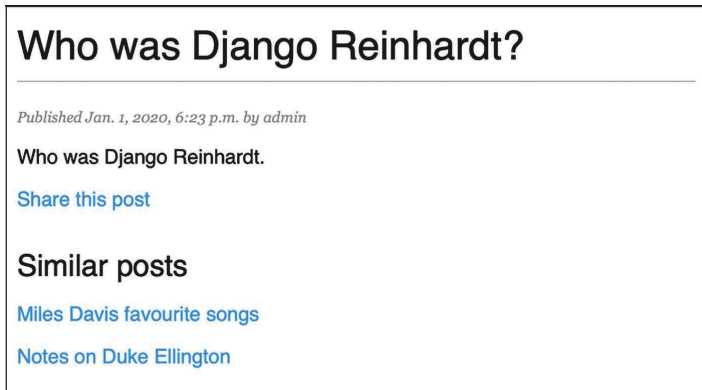 Who was Django Reinhardt?
Published Jan. 1, 2020, 6:23 p.m. by admin
Who was Django Reinhardt.
Share this post
Similar posts
Miles Davis favourite songs
Notes on Duke Ellington